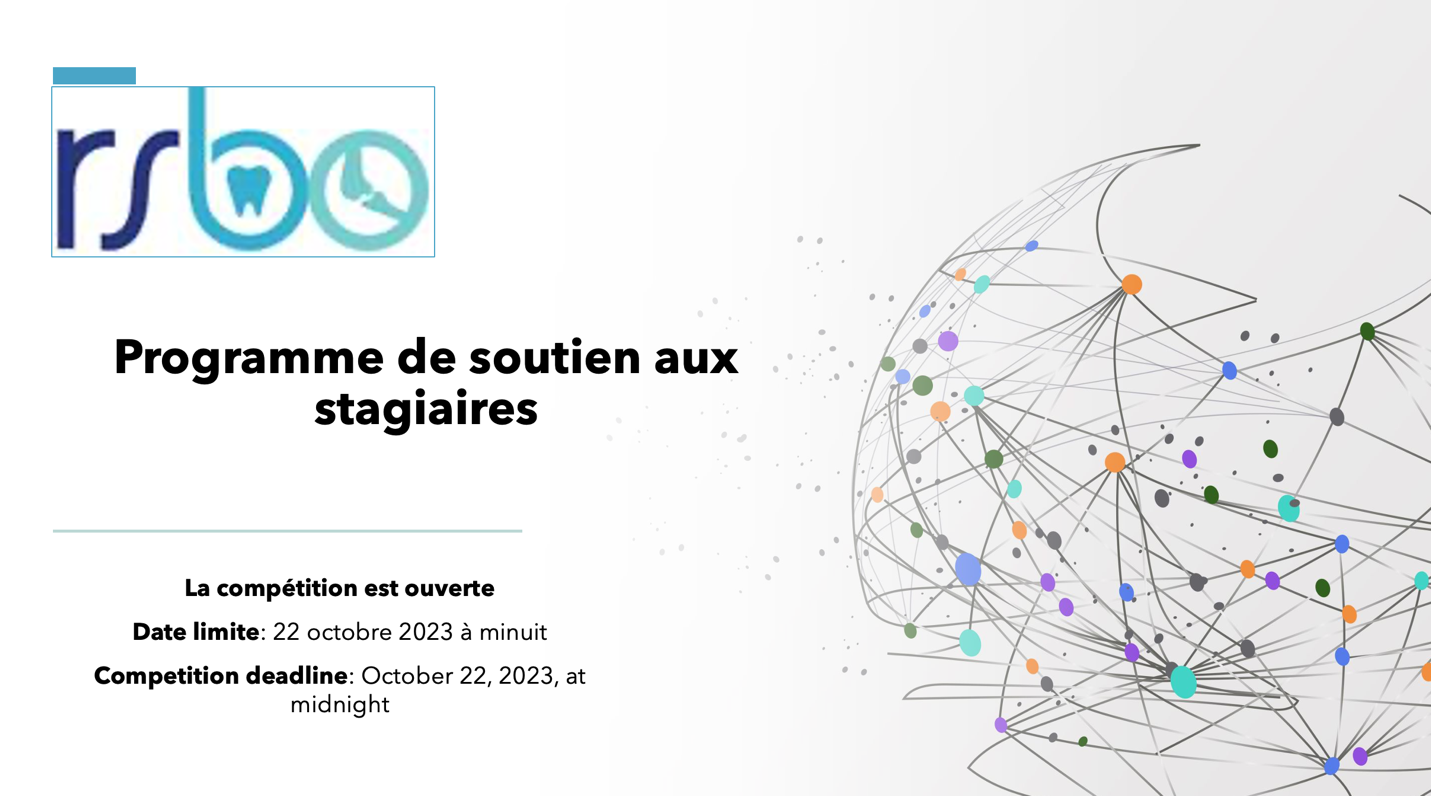 rsbo
Programme de soutien aux
stagiaires
La compétition est ouverte
Date limite: 22 octobre 2023 à minuit
Competition deadline: October 22, 2023, at
midnight